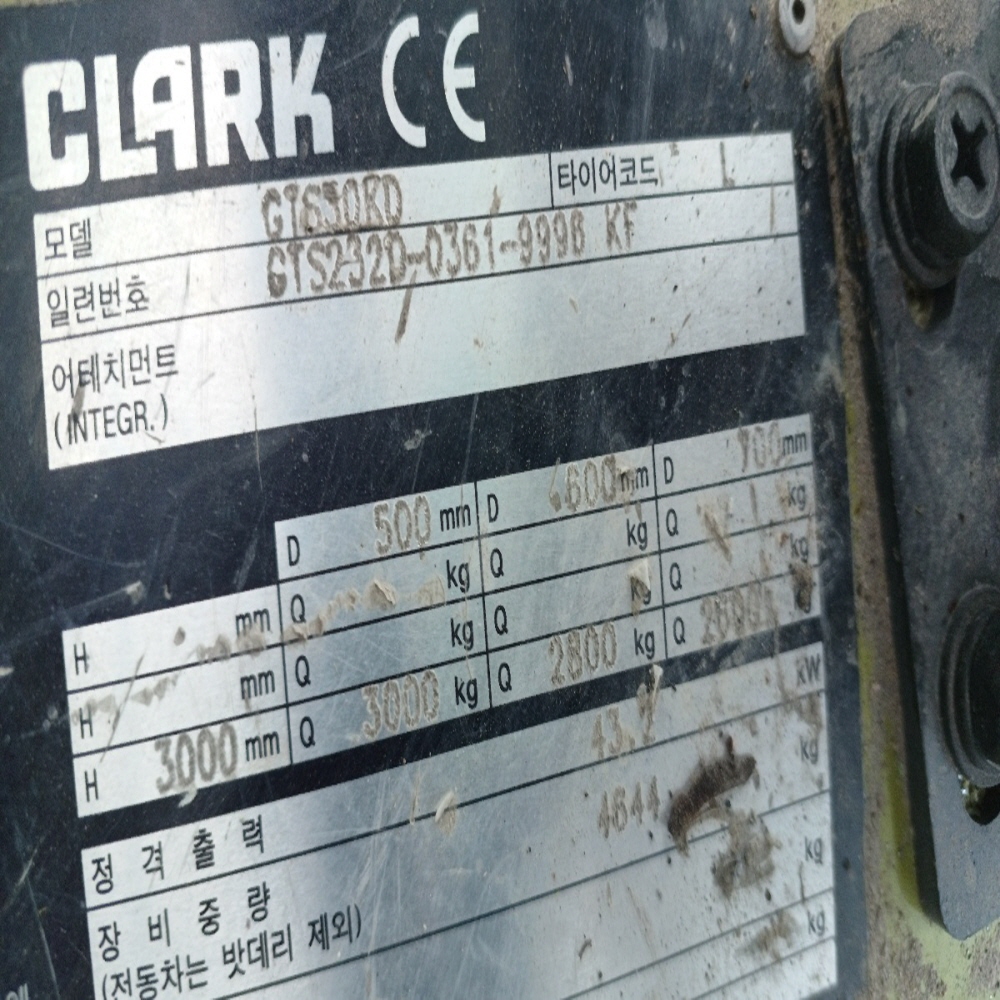 CLARK CE
모델 GTS30RD 타이어코드 L
일련번호 GTS232D-0361-9998 KF
어태치먼트
(INTEGR.)
D 500 mm D 600 mm D 700 mm
H mm Q kg Q kg Q kg
H mm Q kg Q kg Q kg
H 3000 mm Q 3000 kg Q 2800 kg Q
정격출력 43.2 kW
장비중량 4644 kg
(전동차는 밧데리 제외) kg
kg